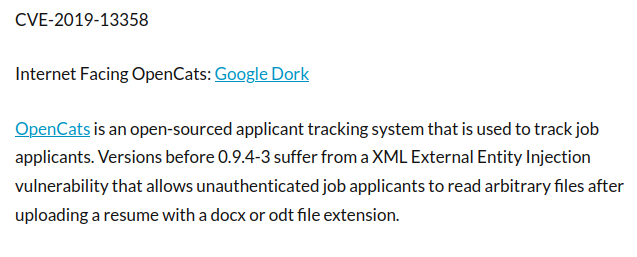 CVE-2019-13358
Internet Facing OpenCats: Google Dork
OpenCats is an open-sourced applicant tracking system that is used to track job
applicants. Versions before 0.9.4-3 suffer from a XML External Entity Injection
vulnerability that allows unauthenticated job applicants to read arbitrary files after
uploading a resume with a docx or odt file extension.